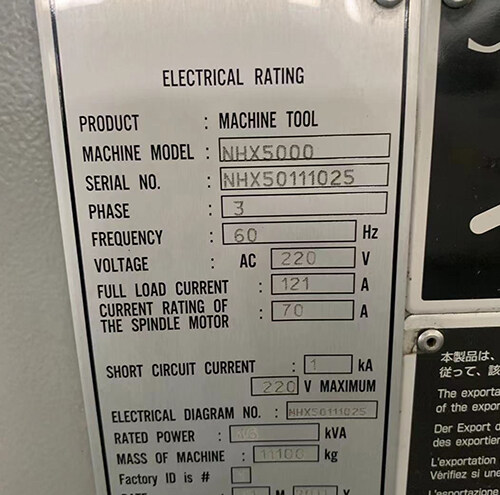 ELECTRICAL RATING
PRODUCT : MACHINE TOOL
MACHINE MODEL : NHX5000
SERIAL NO. : NHX50111025
PHASE : 3
FREQUENCY : 60 Hz
VOLTAGE AC 220 V
FULL LOAD CURRENT : 121 A
CURRENT RATING OF
THE SPINDLE MOTOR : 70 A
SHORT CIRCUIT CURRENT : 1 kA
220 V MAXIMUM
ELECTRICAL DIAGRAM NO. : NHX50111025
RATED POWER : kVA
MASS OF MACHINE : 11100 kg
Factory ID is #
本製品は、
従って、該
The exporta
of the expor
Der Export d
des exportier
L'exportation
Vérifiez si une
L'esportazione